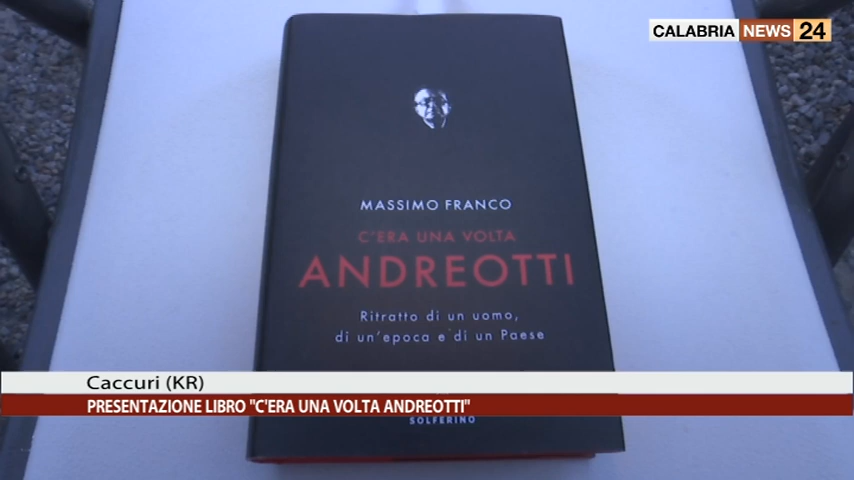 CALABRIA NEWS 24
MASSIMO FRANCO
C'ERA UNA VOLTA
ANDREOTTI
Ritratto di un uomo,
di un'epoca e di un Paese
Caccuri (KR)
PRESENTAZIONE LIBRO "C'ERA UNA VOLTA ANDREOTTI"
SOLFERINO